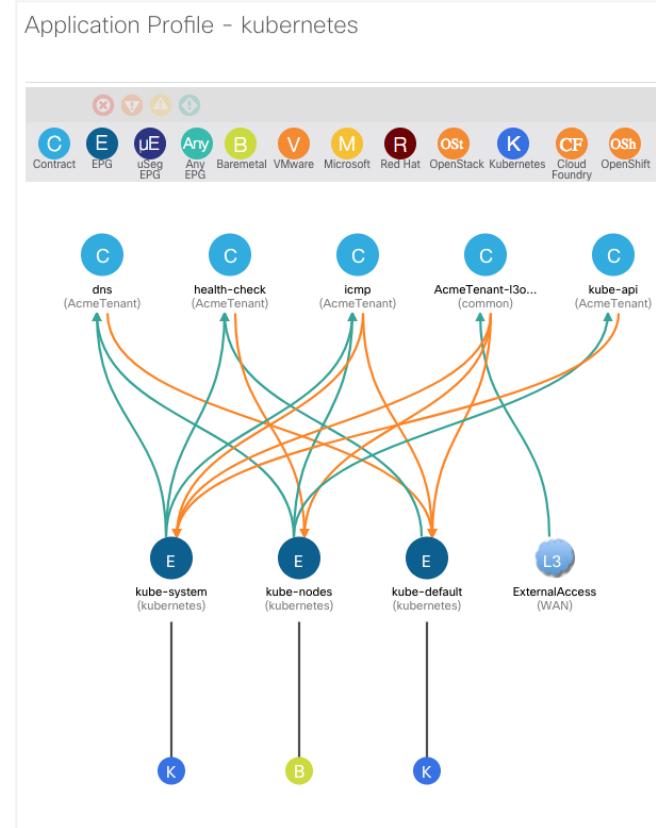 Application Profile - kubernetes
C E µE Any B V M R OSt K CF OSh
Contract EPG uSeg EPG Any EPG Baremetal VMware Microsoft Red Hat OpenStack Kubernetes Cloud Foundry OpenShift
C C C C C
dns health-check icmp AcmeTenant-l3o... kube-api
(AcmeTenant) (AcmeTenant) (AcmeTenant) (common) (AcmeTenant)
E E E L3
kube-system kube-nodes kube-default ExternalAccess
(kubernetes) (kubernetes) (kubernetes) (WAN)
K B K